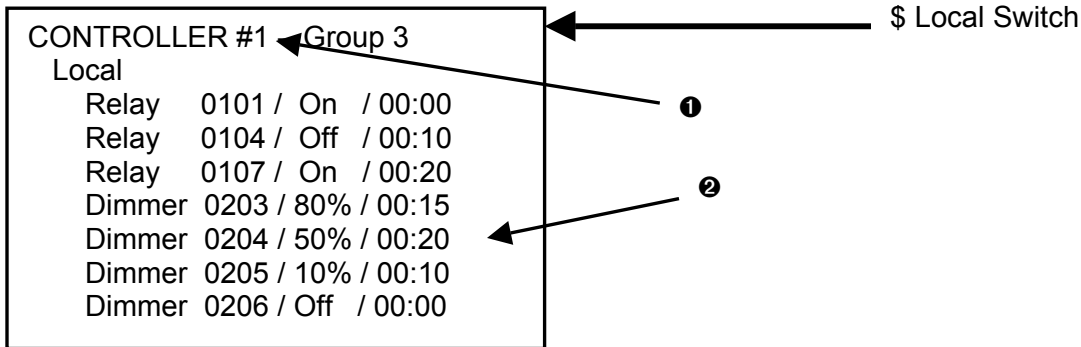 $ Local Switch
CONTROLLER #1 – Group 3
Local
Relay 0101 / On / 00:00
Relay 0104 / Off / 00:10
Relay 0107 / On / 00:20
Dimmer 0203 / 80% / 00:15
Dimmer 0204 / 50% / 00:20
Dimmer 0205 / 10% / 00:10
Dimmer 0206 / Off / 00:00
❶
❷